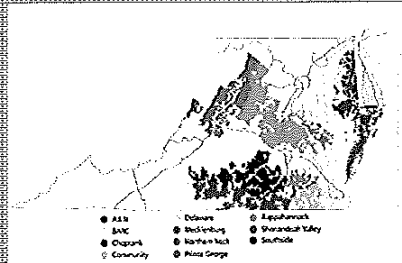 A&N Delaware Rappahannock
BARC Mecklenburg Shenandoah Valley
Choptank Northern Neck Southside
Community Prince George